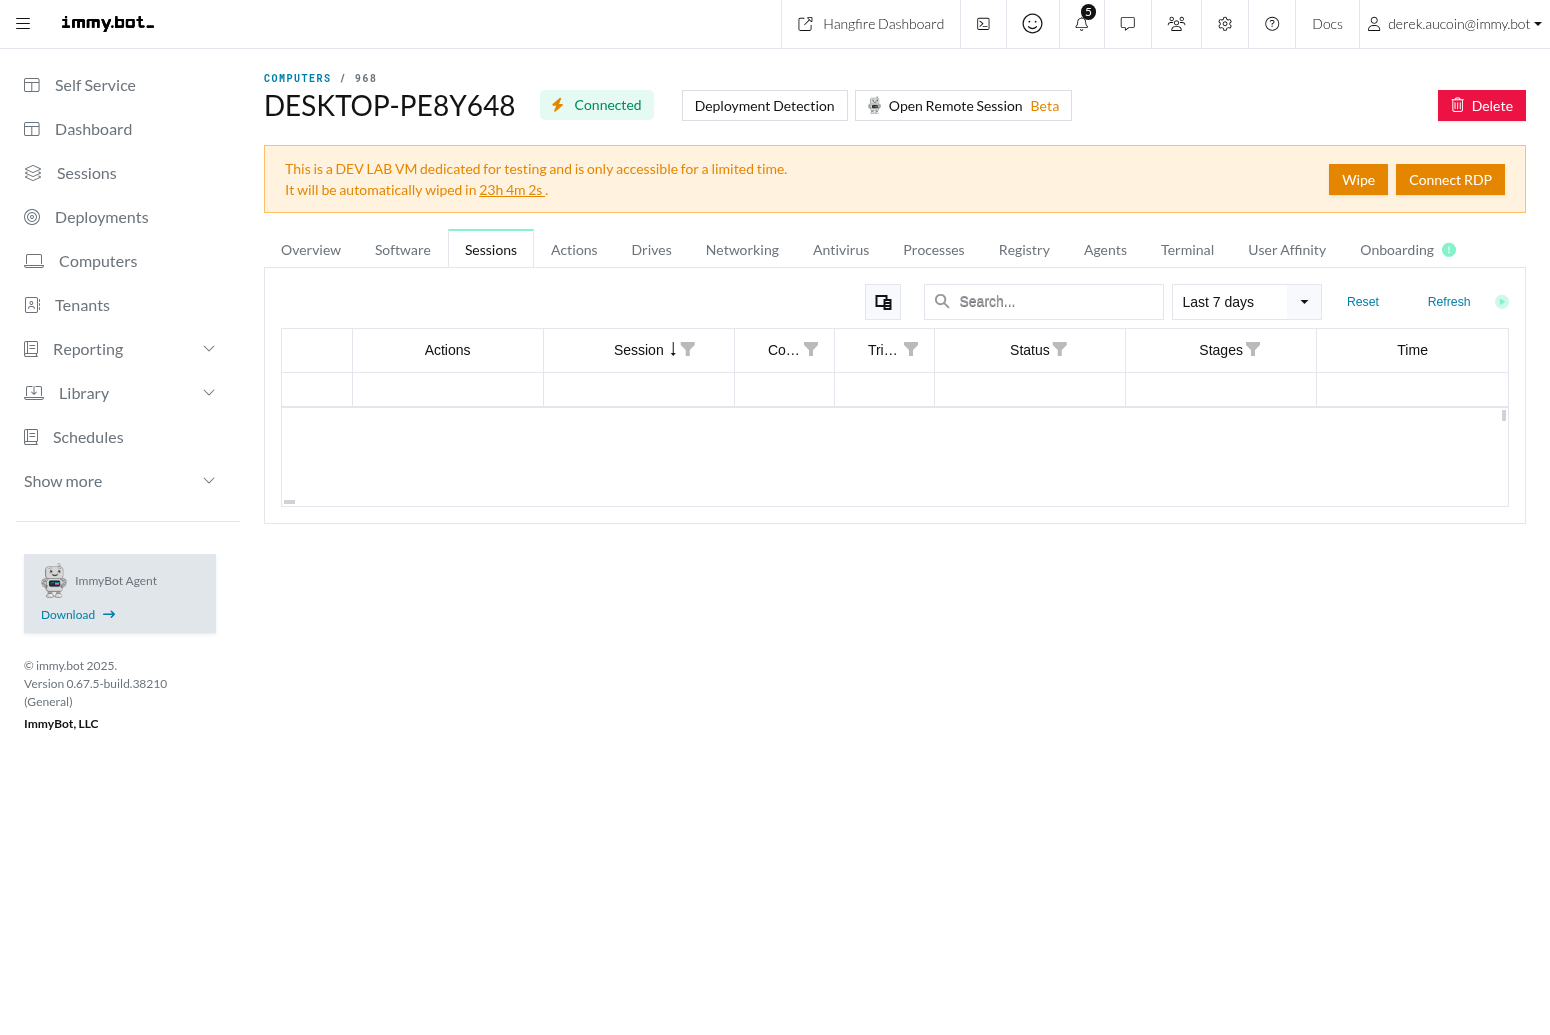 immy.bot_
Hangfire Dashboard
5
Docs
derek.aucoin@immy.bot
Self Service
Dashboard
Sessions
Deployments
Computers
Tenants
Reporting
Library
Schedules
Show more
ImmyBot Agent
Download
© immy.bot 2025.
Version 0.67.5-build.38210
(General)
ImmyBot, LLC
COMPUTERS / 968
DESKTOP-PE8Y648
Connected
Deployment Detection
Open Remote Session Beta
Delete
This is a DEV LAB VM dedicated for testing and is only accessible for a limited time.
It will be automatically wiped in 23h 4m 2s .
Wipe
Connect RDP
Overview Software Sessions Actions Drives Networking Antivirus Processes Registry Agents Terminal User Affinity Onboarding
Search...
Last 7 days
Reset
Refresh
Actions Session Co... Tri... Status Stages Time